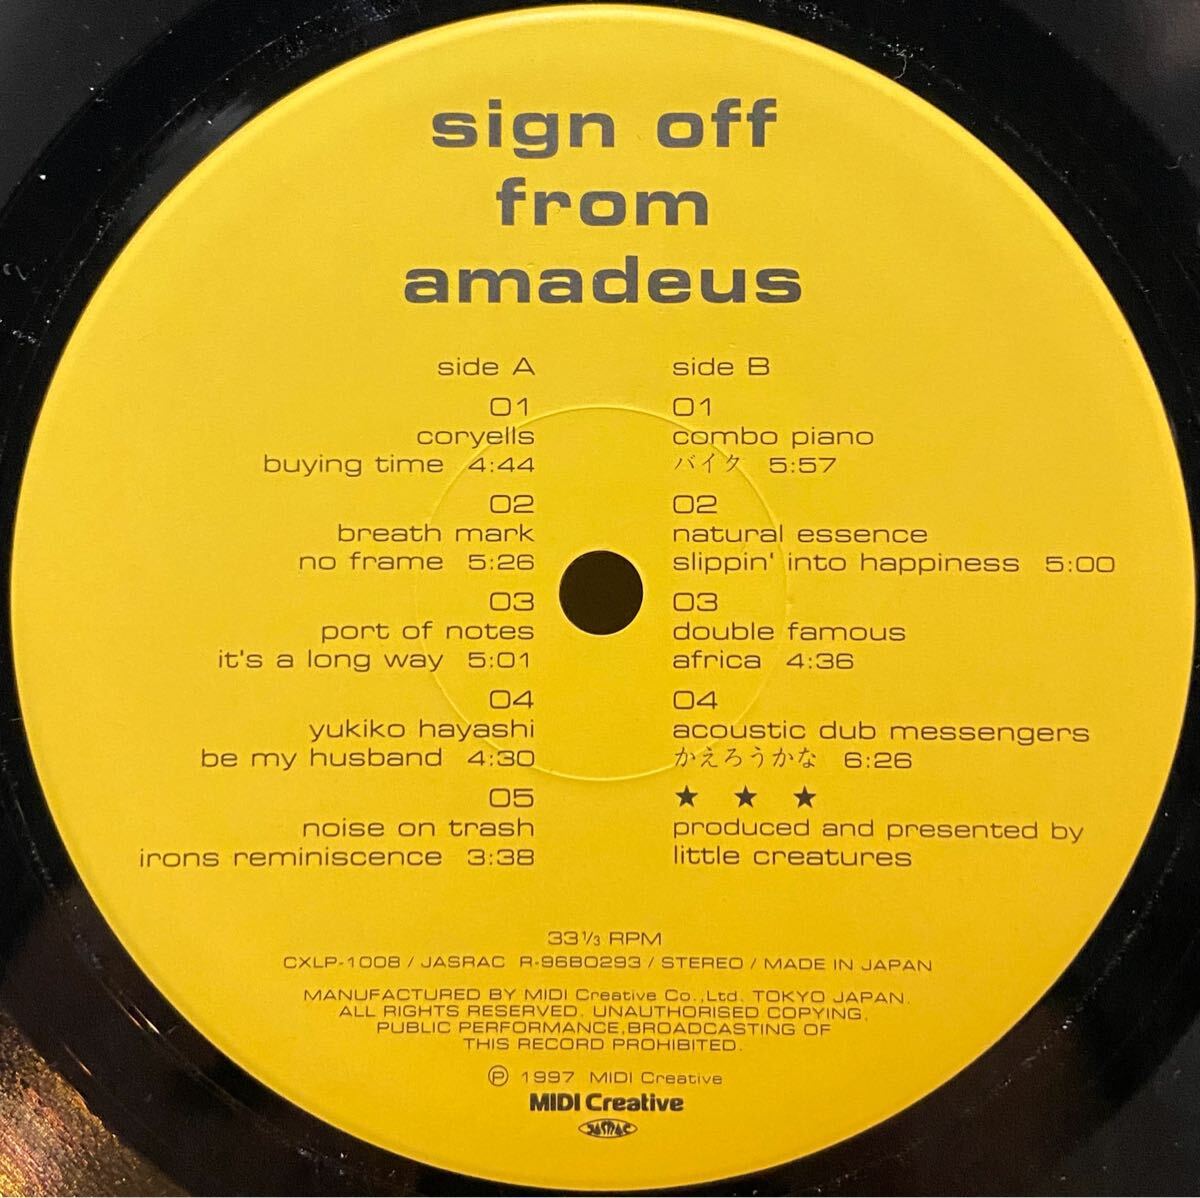 sign off
from
amadeus
side A
01
coryells
buying time 4:44
02
breath mark
no frame 5:26
03
port of notes
it's a long way 5:01
04
yukiko hayashi
be my husband 4:30
05
noise on trash
irons reminiscence 3:38
side B
01
combo piano
バイク 5:57
02
natural essence
slippin' into happiness 5:00
03
double famous
africa 4:36
04
acoustic dub messengers
かえろうかな 6:26
★ ★ ★
produced and presented by
little creatures
33 1/3 RPM
CXLP-1008 / JASRAC R-96B0293 / STEREO / MADE IN JAPAN
MANUFACTURED BY MIDI Creative Co.,Ltd. TOKYO JAPAN.
ALL RIGHTS RESERVED. UNAUTHORISED COPYING,
PUBLIC PERFORMANCE,BROADCASTING OF
THIS RECORD PROHIBITED.
Ⓟ 1997 MIDI Creative
MIDI Creative
JASRAC